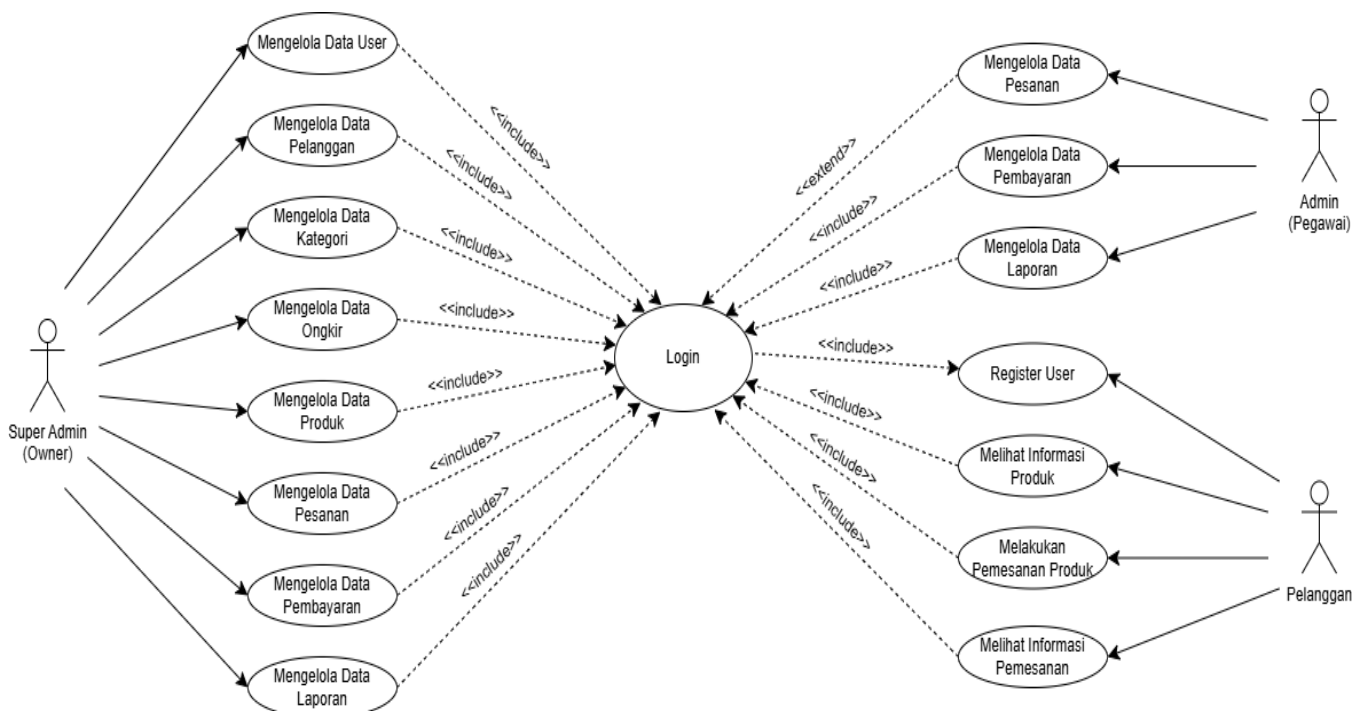 Mengelola Data User
<<include>>
Mengelola Data
Pelanggan
<<include>>
Mengelola Data
Kategori
<<include>>
Mengelola Data
Ongkir
<<include>>
Mengelola Data
Produk
<<include>>
Mengelola Data
Pesanan
<<include>>
Mengelola Data
Pembayaran
<<include>>
Mengelola Data
Laporan
<<include>>
Super Admin
(Owner)
Login
Mengelola Data
Pesanan
<<extend>>
Mengelola Data
Pembayaran
<<include>>
Mengelola Data
Laporan
<<include>>
Admin
(Pegawai)
Register User
<<include>>
Melihat Informasi
Produk
<<include>>
Melakukan
Pemesanan Produk
<<include>>
Melihat Informasi
Pemesanan
<<include>>
Pelanggan